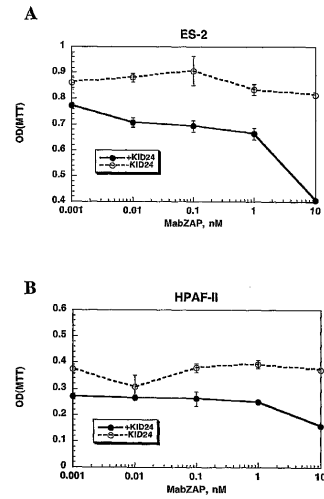 A
ES-2
1
0.9
0.8
0.7
0.6
0.5
0.4
OD(MTT)
+KID24
-KID24
0.001 0.01 0.1 1 10
MabZAP, nM
B
HPAF-II
0.6
0.5
0.4
0.3
0.2
0.1
0
OD(MTT)
+KID24
-KID24
0.001 0.01 0.1 1 10
MabZAP, nM